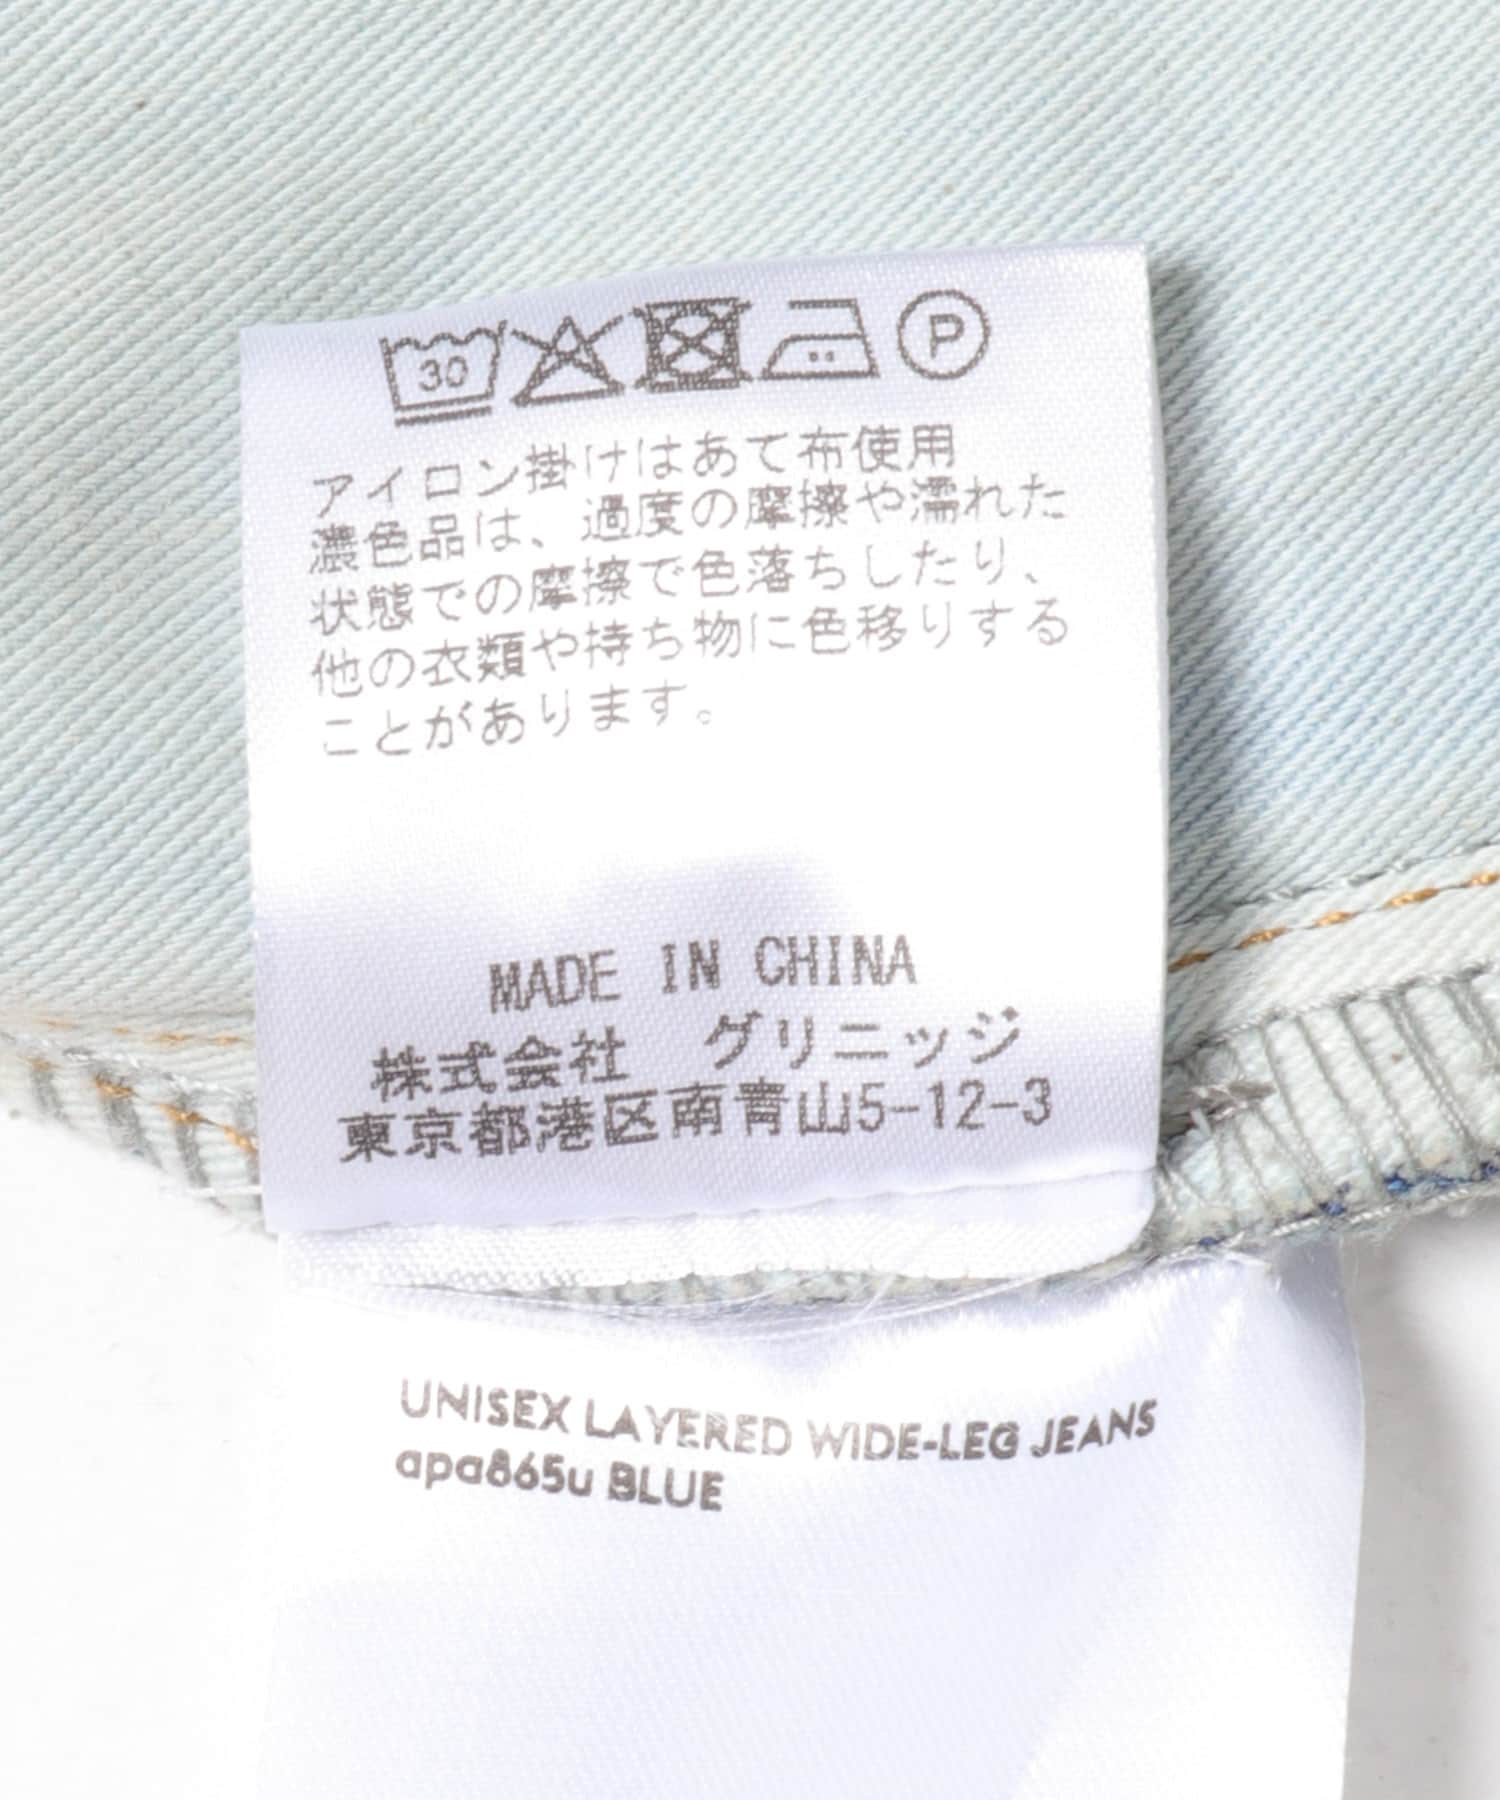 30
P
アイロン掛けはあて布使用
濃色品は、過度の摩擦や濡れた
状態での摩擦で色落ちしたり、
他の衣類や持ち物に色移りする
ことがあります。
MADE IN CHINA
株式会社 グリニッジ
東京都港区南青山5-12-3
UNISEX LAYERED WIDE-LEG JEANS
apa865u BLUE